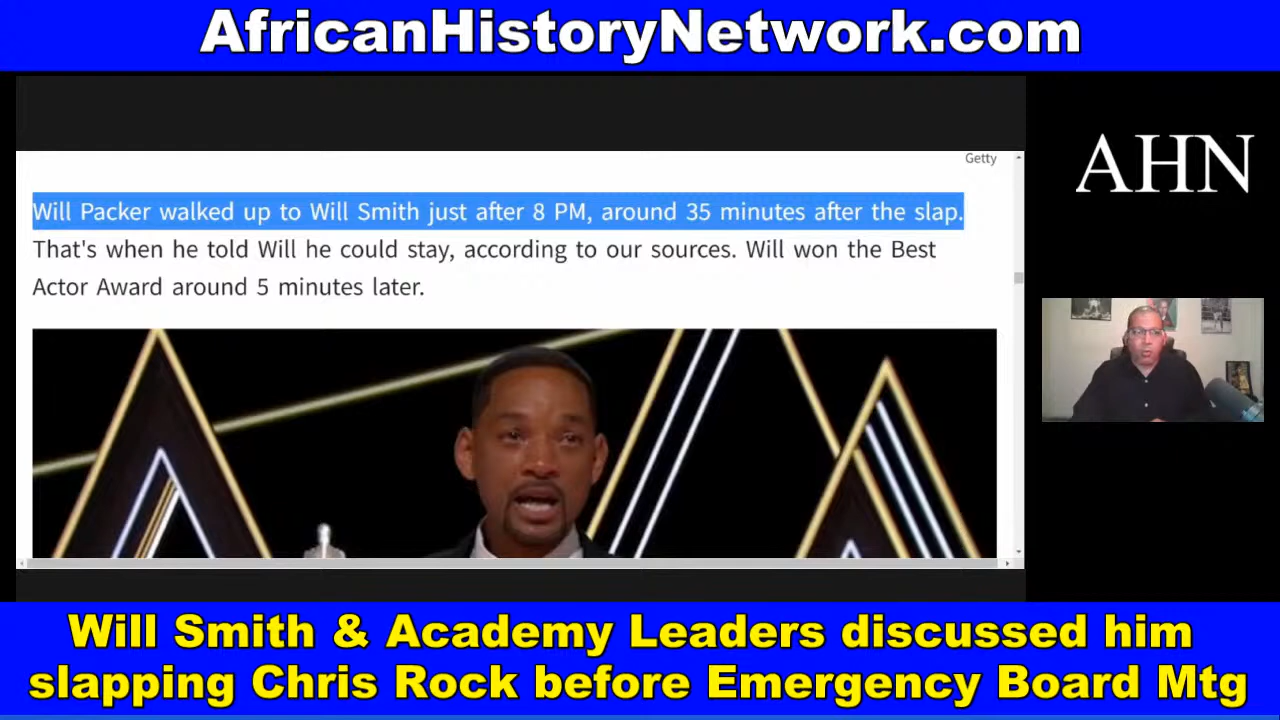 AfricanHistoryNetwork.com
Getty
AHN
Will Packer walked up to Will Smith just after 8 PM, around 35 minutes after the slap.
That's when he told Will he could stay, according to our sources. Will won the Best
Actor Award around 5 minutes later.
Will Smith & Academy Leaders discussed him
slapping Chris Rock before Emergency Board Mtg